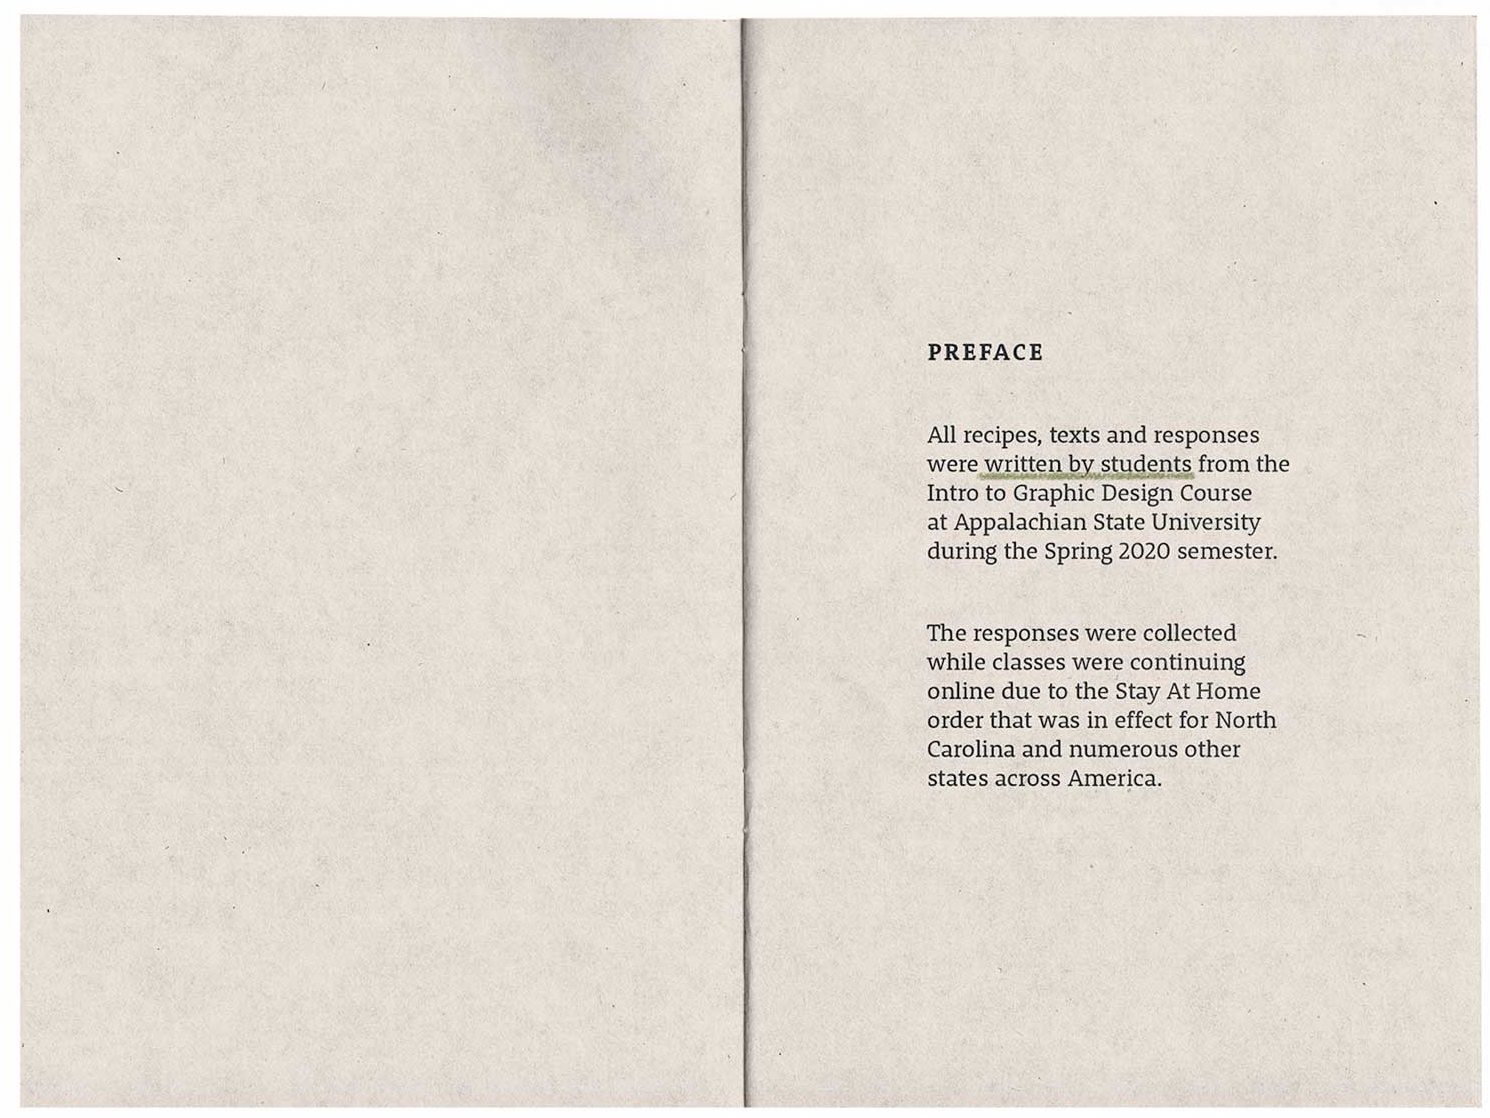 PREFACE
All recipes, texts and responses
were written by students from the
Intro to Graphic Design Course
at Appalachian State University
during the Spring 2020 semester.
The responses were collected
while classes were continuing
online due to the Stay At Home
order that was in effect for North
Carolina and numerous other
states across America.